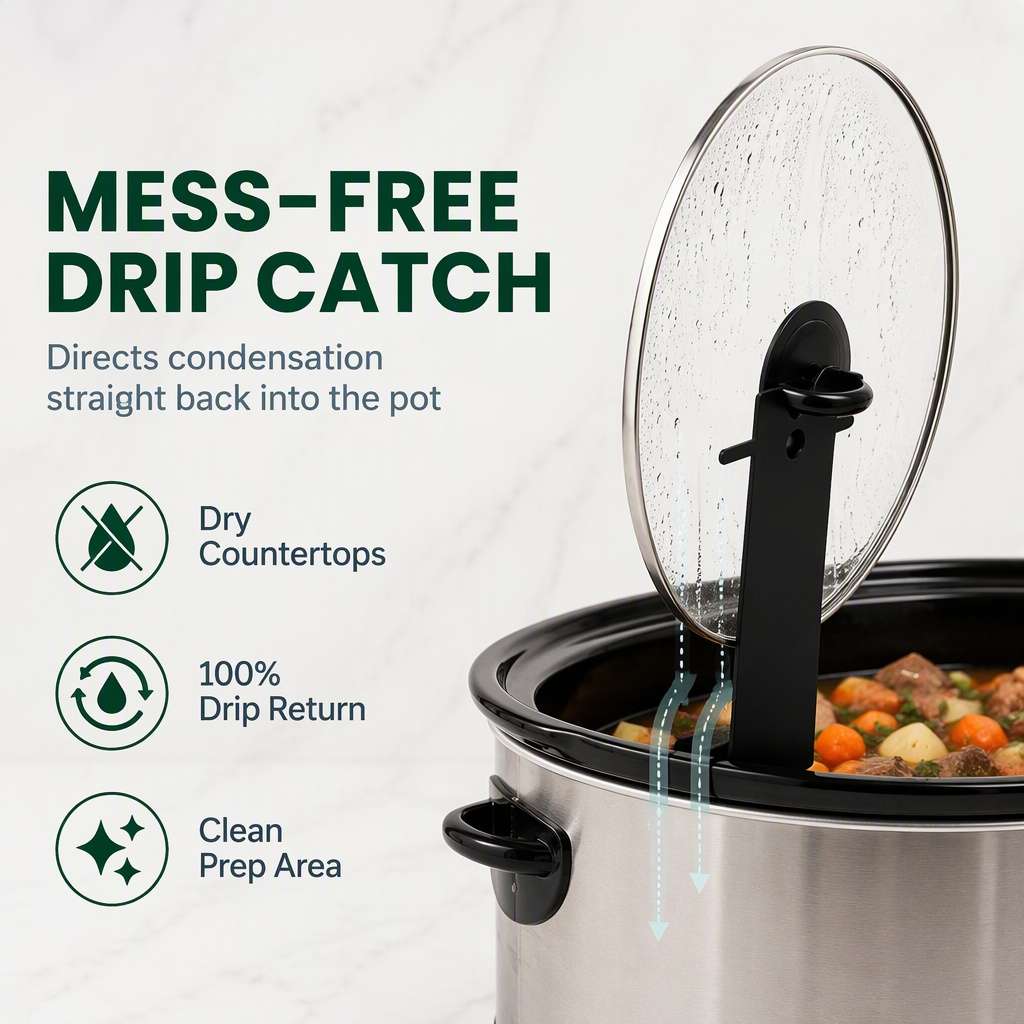 MESS-FREE
DRIP CATCH
Directs condensation
straight back into the pot
Dry
Countertops
100%
Drip Return
Clean
Prep Area